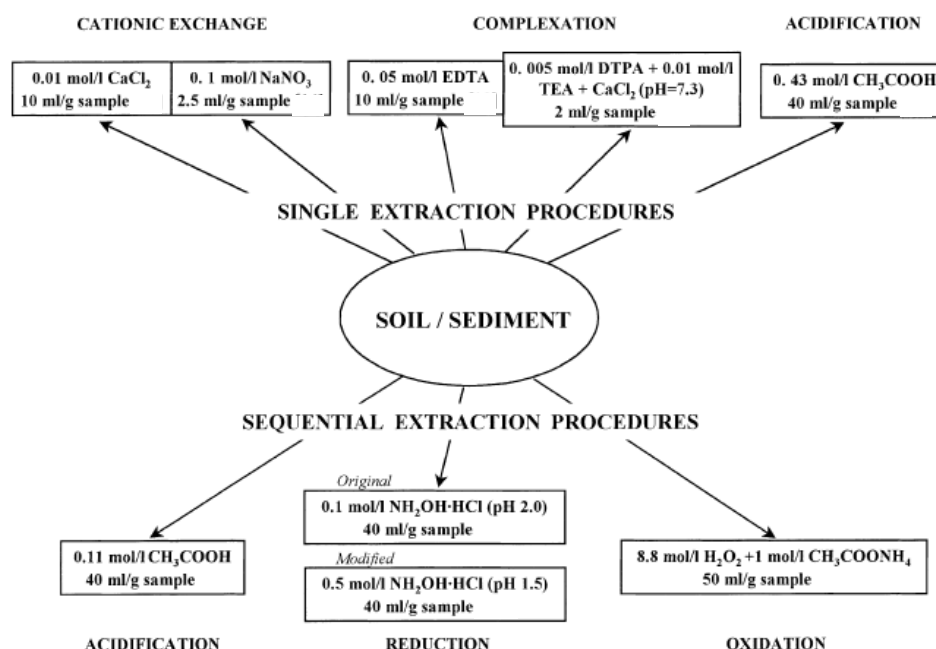 CATIONIC EXCHANGE
COMPLEXATION
ACIDIFICATION
0.01 mol/l CaCl₂
10 ml/g sample
0. 1 mol/l NaNO₃
2.5 ml/g sample
0. 05 mol/l EDTA
10 ml/g sample
0. 005 mol/l DTPA + 0.01 mol/l
TEA + CaCl₂ (pH=7.3)
2 ml/g sample
0. 43 mol/l CH₃COOH
40 ml/g sample
SINGLE EXTRACTION PROCEDURES
SOIL / SEDIMENT
SEQUENTIAL EXTRACTION PROCEDURES
Original
0.1 mol/l NH₂OH·HCl (pH 2.0)
40 ml/g sample
0.11 mol/l CH₃COOH
40 ml/g sample
Modified
0.5 mol/l NH₂OH·HCl (pH 1.5)
40 ml/g sample
8.8 mol/l H₂O₂ +1 mol/l CH₃COONH₄
50 ml/g sample
ACIDIFICATION
REDUCTION
OXIDATION